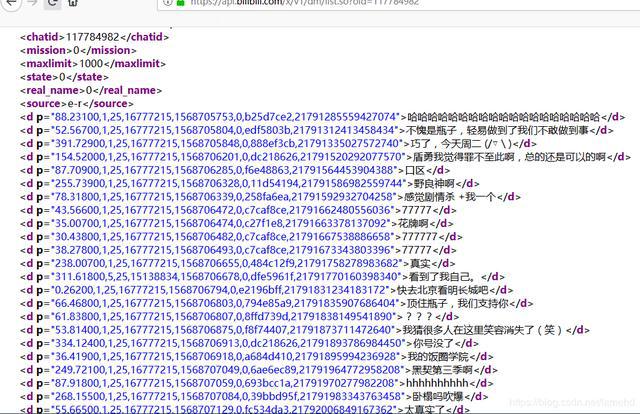 https://api.bilibili.com/x/v1/dm/list.so?oid=117784982
<chatid>117784982</chatid>
<mission>0</mission>
<maxlimit>1000</maxlimit>
<state>0</state>
<real_name>0</real_name>
<source>e-r</source>
<d p="88.23100,1,25,16777215,1568705753,0,b25d7ce2,21791285559427074">哈哈哈哈哈哈哈哈哈哈哈哈哈哈哈哈哈哈哈</d>
<d p="52.56700,1,25,16777215,1568705804,0,edf5803b,21791312413458434">不愧是瓶子，轻易做到了我们不敢做到事</d>
<d p="391.72900,1,25,16777215,1568705848,0,888ef3cb,21791335027572740">巧了，今天周二 (/▽＼)</d>
<d p="154.52000,1,25,16777215,1568706201,0,dc218626,21791520292077570">盾勇我觉得罪不至此啊，总的还是可以的啊</d>
<d p="87.70900,1,25,16777215,1568706285,0,f6e48863,21791564453904388">口区</d>
<d p="255.73900,1,25,16777215,1568706328,0,11d54194,21791586982559744">野良神啊</d>
<d p="78.31800,1,25,16777215,1568706339,0,258fa6ea,21791592932704258">感觉剧情杀 +我一个</d>
<d p="43.56600,1,25,16777215,1568706472,0,c7caf8ce,21791662480556036">77777</d>
<d p="35.00700,1,25,16777215,1568706474,0,c27f1e8,21791663378137092">花牌啊</d>
<d p="30.43800,1,25,16777215,1568706482,0,c7caf8ce,21791667538386658">777777</d>
<d p="38.27800,1,25,16777215,1568706493,0,c7caf8ce,21791673343803396">77777</d>
<d p="238.00700,1,25,16777215,1568706655,0,484c12f9,21791758278983682">真实</d>
<d p="311.61800,5,25,15138834,1568706678,0,dfe5961f,21791770160398340">看到了我自己。</d>
<d p="0.26200,1,25,16777215,1568706794,0,e2196bff,21791831234183172">快去北京看明长城吧</d>
<d p="66.46800,1,25,16777215,1568706803,0,794e85a9,21791835907686404">顶住瓶子，我们支持你</d>
<d p="61.83800,1,25,16777215,1568706807,0,8ffd739d,21791838149541890">？？？</d>
<d p="53.81400,1,25,16777215,1568706875,0,f8f74407,21791873711472640">我猜很多人在这里笑容消失了（笑）</d>
<d p="334.12400,1,25,16777215,1568706913,0,dc218626,21791893786984450">你号没了</d>
<d p="36.41900,1,25,16777215,1568706918,0,a684d410,21791895994236928">我的饭圈学院</d>
<d p="249.72100,1,25,16777215,1568707049,0,6ae6ec89,21791964772958208">黑契第三季啊</d>
<d p="87.91800,1,25,16777215,1568707059,0,693bcc1a,21791970277982208">hhhhhhhhhh</d>
<d p="268.15500,1,25,16777215,1568707084,0,39bbd95f,21791983343763458">卧榻吗吹爆</d>
<d p="55.66500,1,25,16777215,1568707129,0,fc534da3,21792006849167362">太真实了</d>